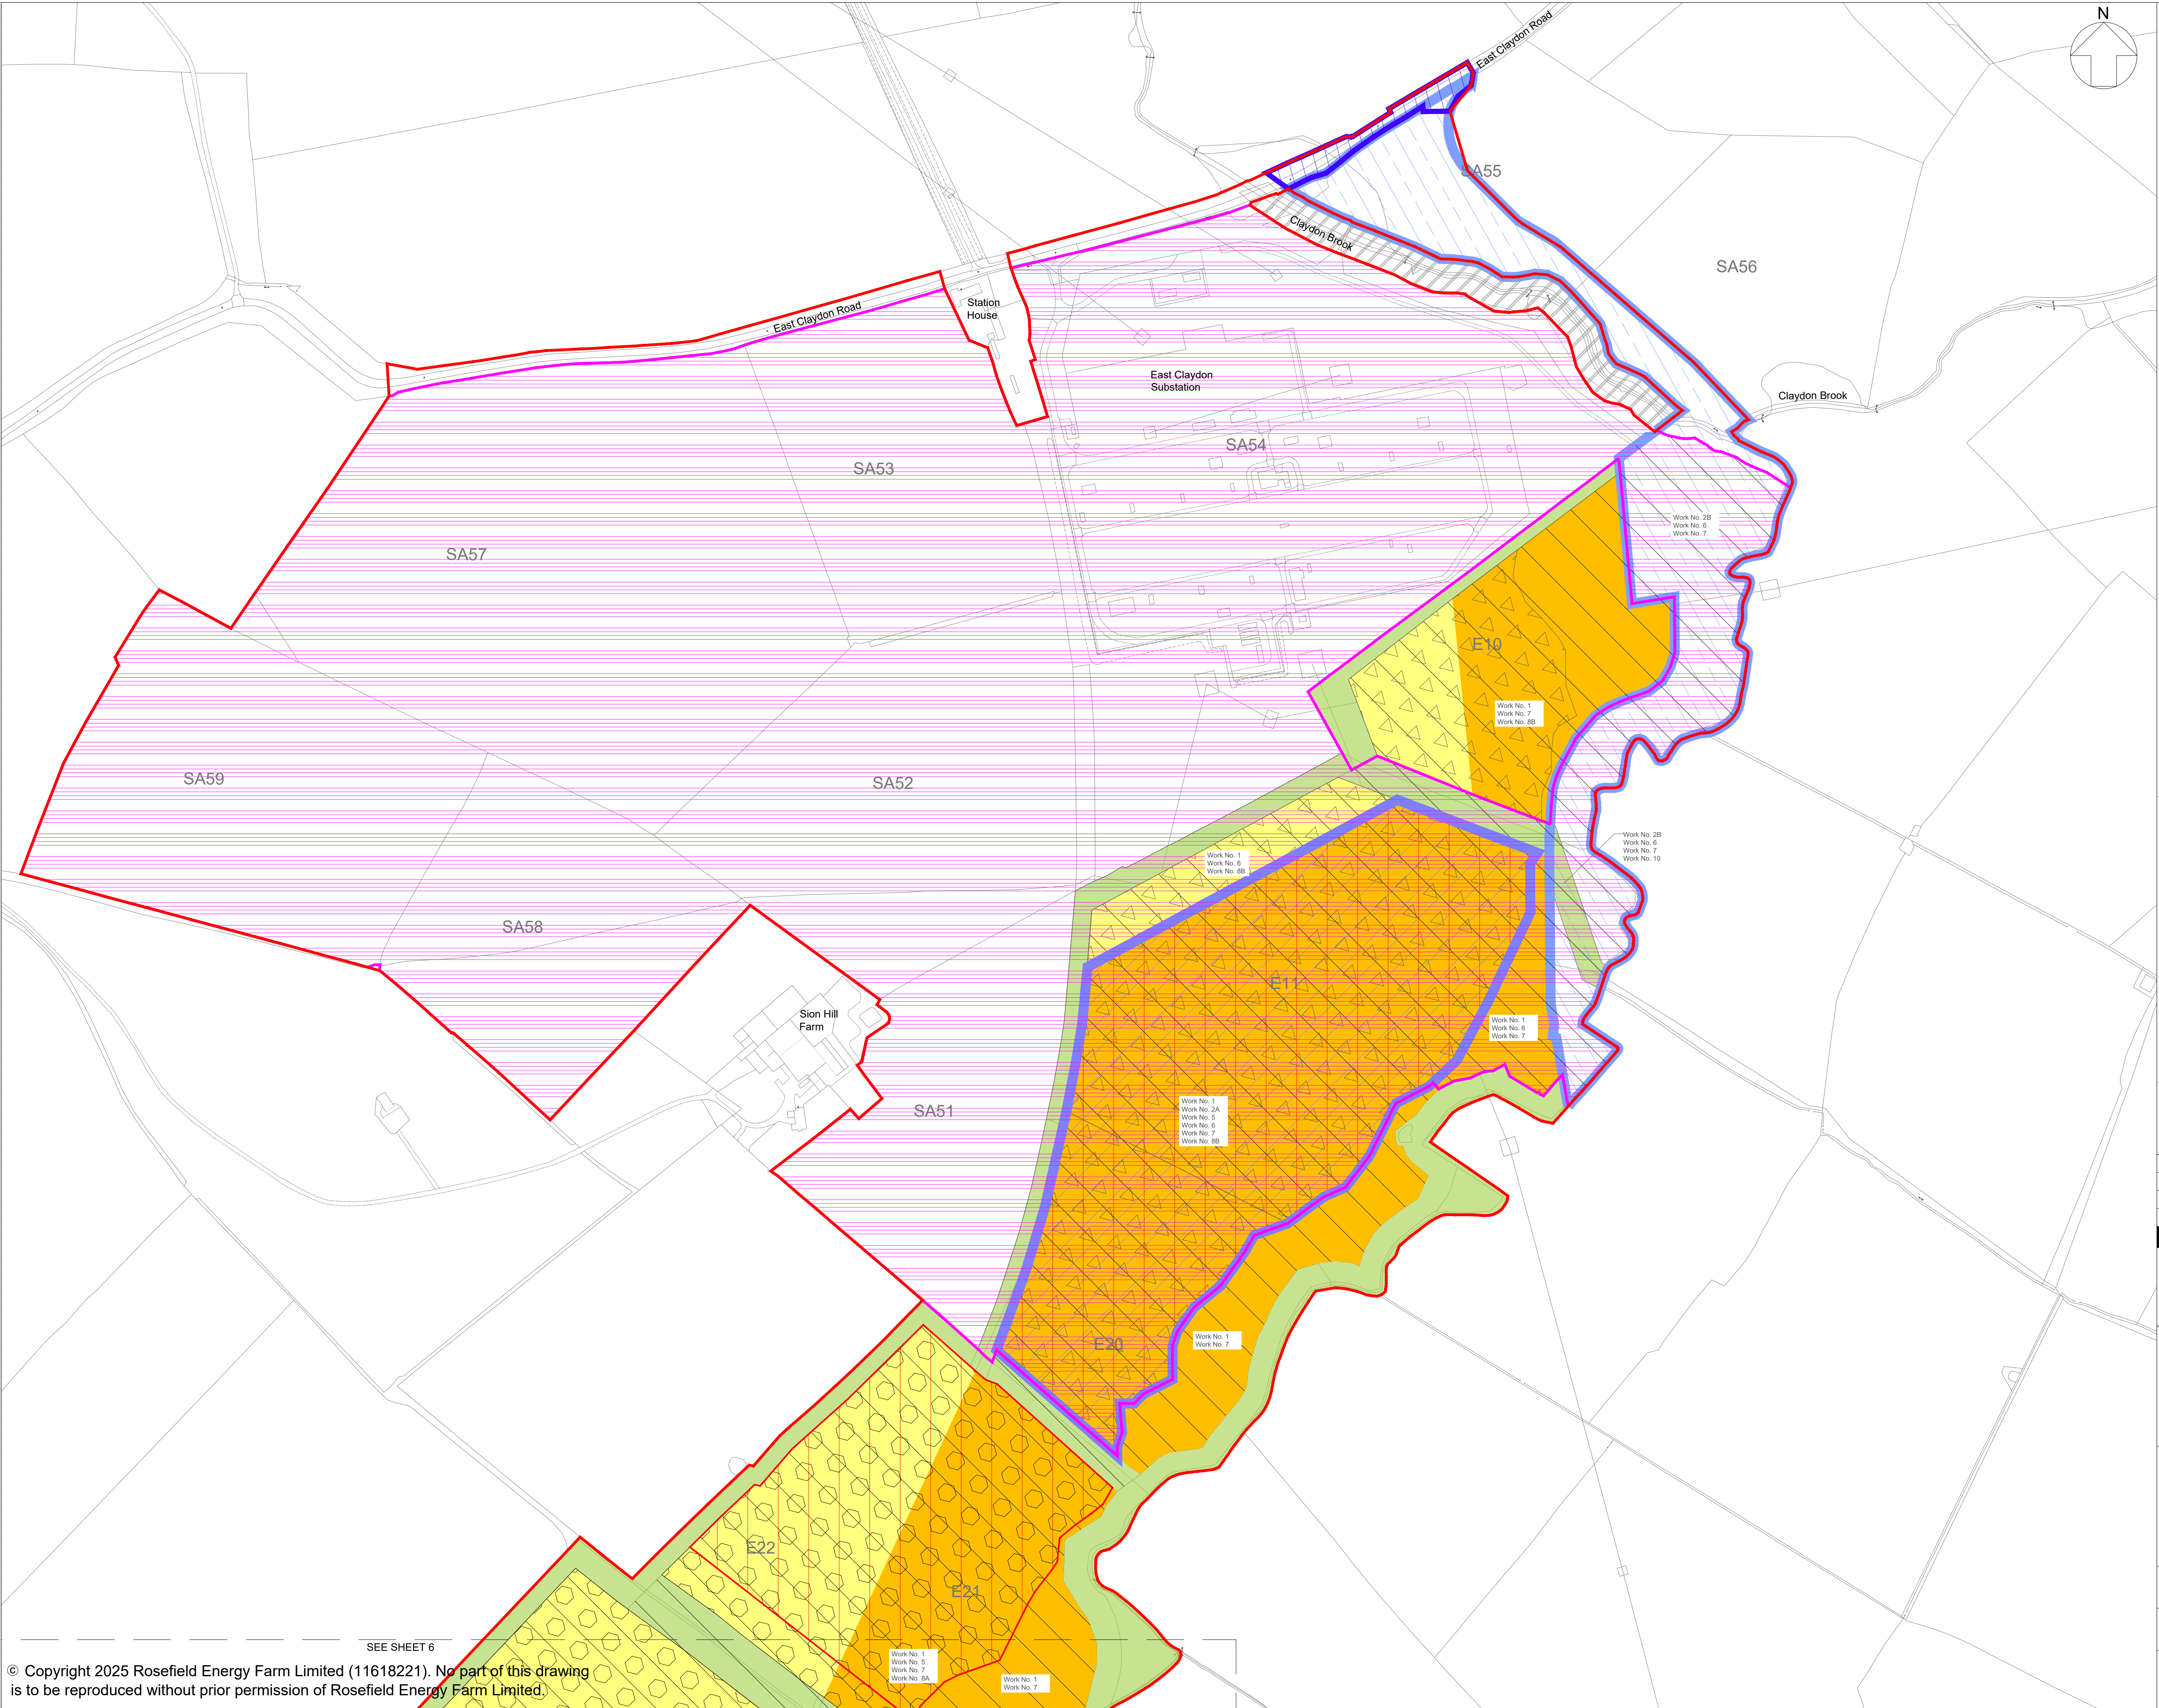 N
East Claydon Road
SA55
Claydon Brook
SA56
Station
House
East Claydon Road
East Claydon
Substation
Claydon Brook
SA54
SA53
Work No. 2B
Work No. 6
Work No. 7
SA57
E10
Work No. 1
Work No. 7
Work No. 8B
SA59
SA52
Work No. 2B
Work No. 6
Work No. 7
Work No. 10
Work No. 1
Work No. 6
Work No. 8B
SA58
E11
Sion Hill
Farm
Work No. 1
Work No. 6
Work No. 7
SA51
Work No. 1
Work No. 2A
Work No. 5
Work No. 6
Work No. 7
Work No. 8B
E20
Work No. 1
Work No. 7
E22
E21
SEE SHEET 6
Work No. 1
Work No. 5
Work No. 7
Work No. 8A
Work No. 1
Work No. 7
© Copyright 2025 Rosefield Energy Farm Limited (11618221). No part of this drawing
is to be reproduced without prior permission of Rosefield Energy Farm Limited.